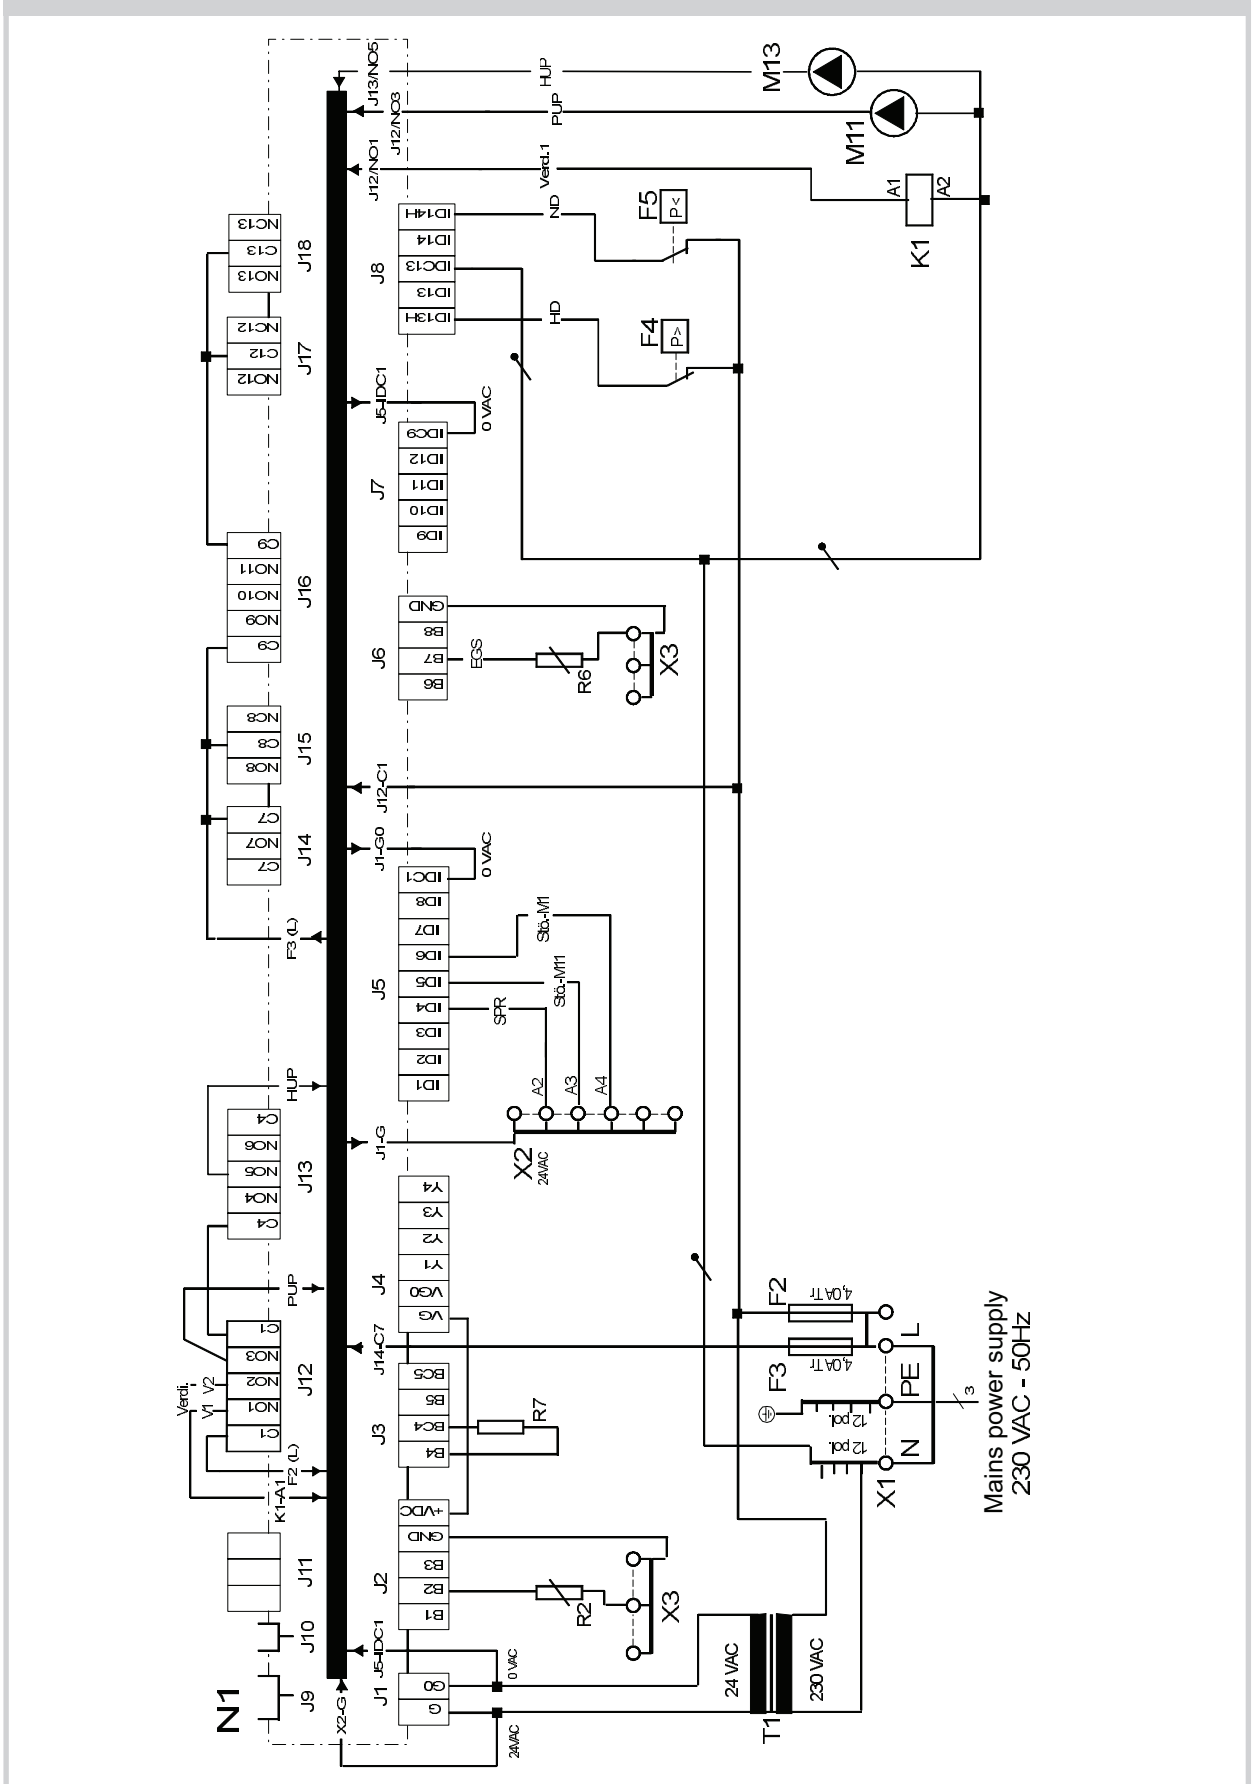 N1
J9
J10
J11
J12
J13
J14
J15
J16
J17
J18
K1-A1
F2 (L)
Verdi.
V1
V2
C1
NO1
NO2
NO3
C1
PUP
C4
NO4
NO5
NO6
C4
HUP
F3 (L)
C7
NO7
C7
NO8
C8
NC8
C9
NO9
NO10
NO11
C9
NO12
C12
NC12
NO13
C13
NC13
X2-G
J5-IDC1
J14-C7
J1-G
J1-G0
J12-C1
J5-IDC1
J12/NO1
J12/NO3
J13/NO5
J1
G
G0
24VAC
0 VAC
J2
B1
B2
B3
GND
+VDC
J3
B4
BC4
B5
BC5
J4
VG
VG0
Y1
Y2
Y3
Y4
J5
ID1
ID2
ID3
ID4
ID5
ID6
ID7
ID8
IDC1
0 VAC
J6
B6
B7
B8
GND
J7
ID9
ID10
ID11
ID12
IDC9
0 VAC
J8
ID13H
ID13
IDC13
ID14
ID14H
R2
X3
R7
X2
24VAC
A2
A3
A4
SPR
Stö.-M11
Stö.-M1
EGS
R6
X3
HD
ND
F4
P>
F5
P<
Verd.1
PUP
HUP
M11
M13
K1
A1
A2
T1
24 VAC
230 VAC
X1
12 pol.
12 pol.
F3
4,0A Tr
F2
4,0A Tr
N
PE
L
3
Mains power supply
230 VAC - 50Hz